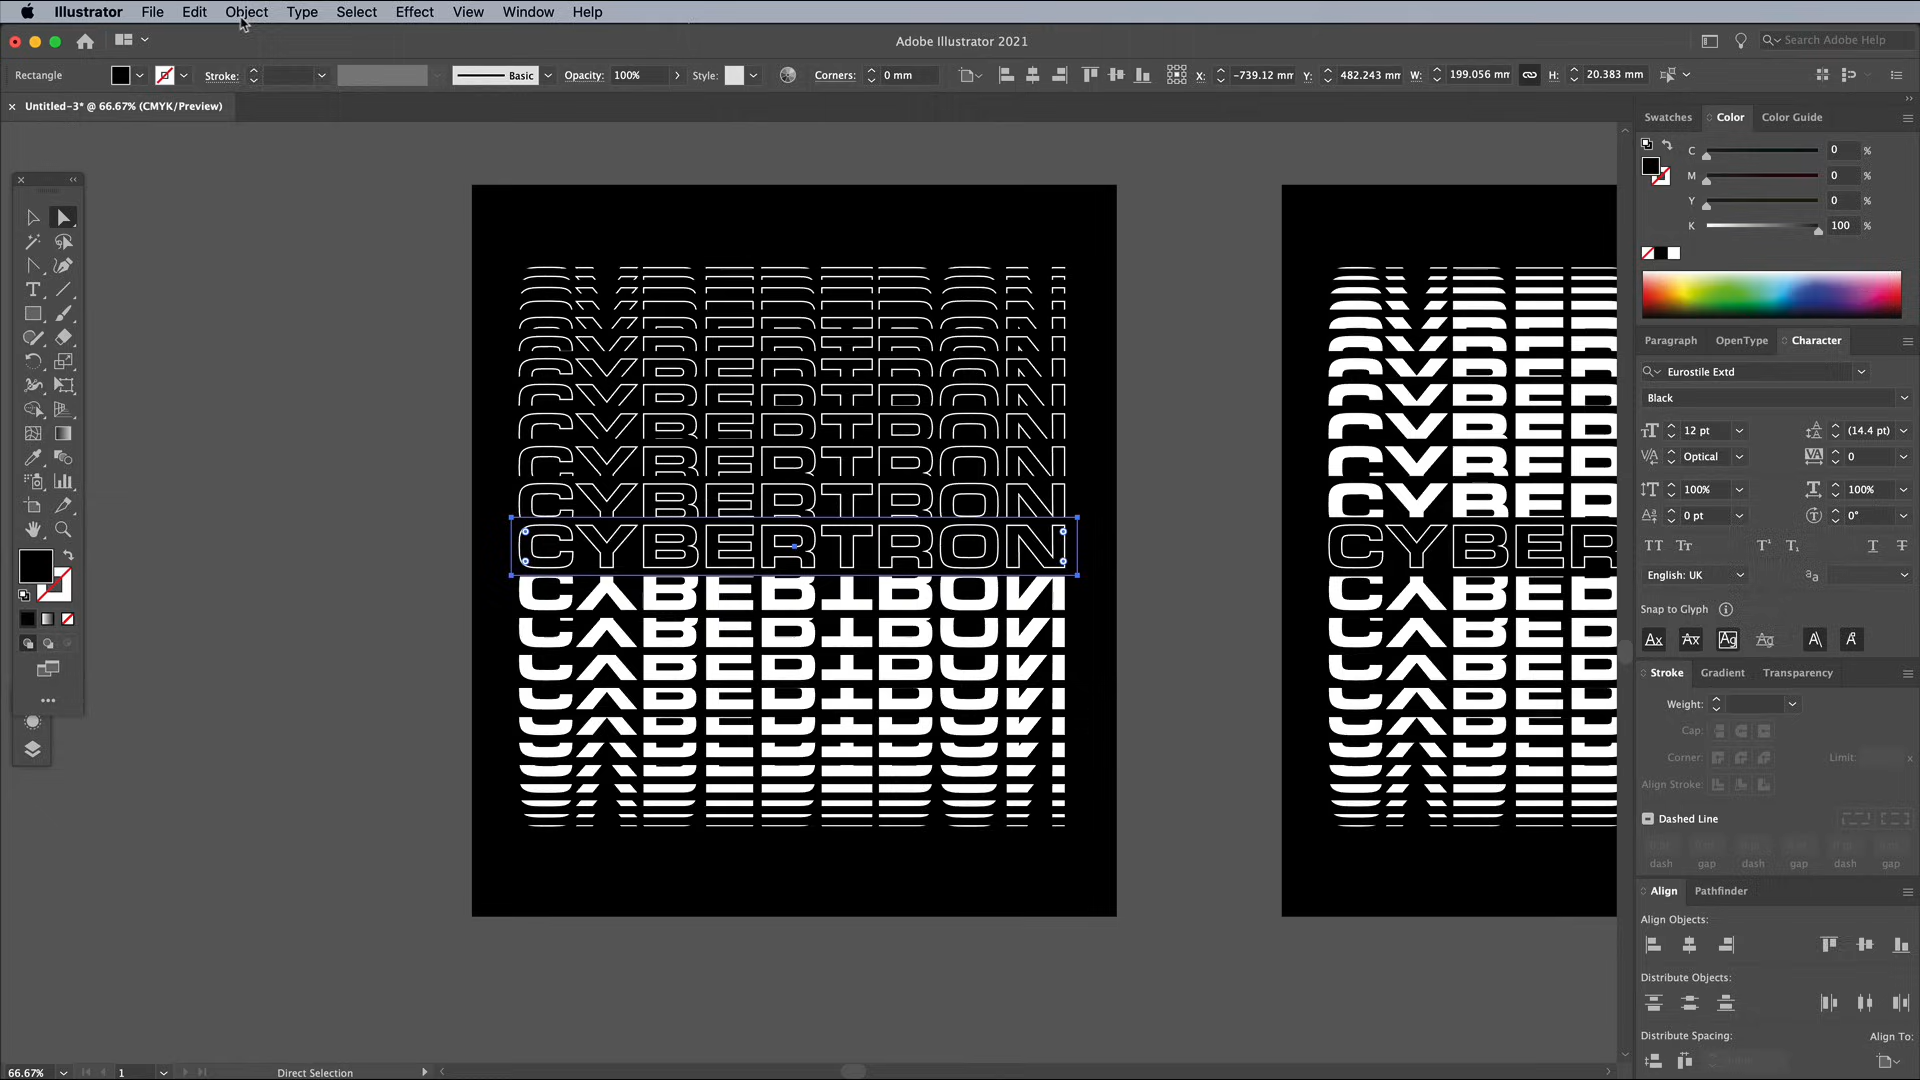 Illustrator File Edit Object Type Select Effect View Window Help
Adobe Illustrator 2021
Search Adobe Help
Rectangle Stroke: Basic Opacity: 100% Style: Corners: 0 mm X: -739.12 mm Y: 482.243 mm W: 199.056 mm H: 20.383 mm
Untitled-3* @ 66.67% (CMYK/Preview)
Swatches Color Color Guide
C 0 %
M 0 %
Y 0 %
K 100 %
Paragraph OpenType Character
Eurostile Extd
Black
12 pt (14.4 pt)
Optical 0
100% 100%
0 pt 0°
English: UK
Snap to Glyph
Stroke Gradient Transparency
Weight:
Cap:
Corner: Limit: x
Align Stroke:
Dashed Line
dash gap dash gap dash gap
Align Pathfinder
Align Objects:
Distribute Objects:
Distribute Spacing: Align To:
CYBERTRON
CYBERTRON
CYBERTRON
CYBER
CYBER
66.67% 1 Direct Selection